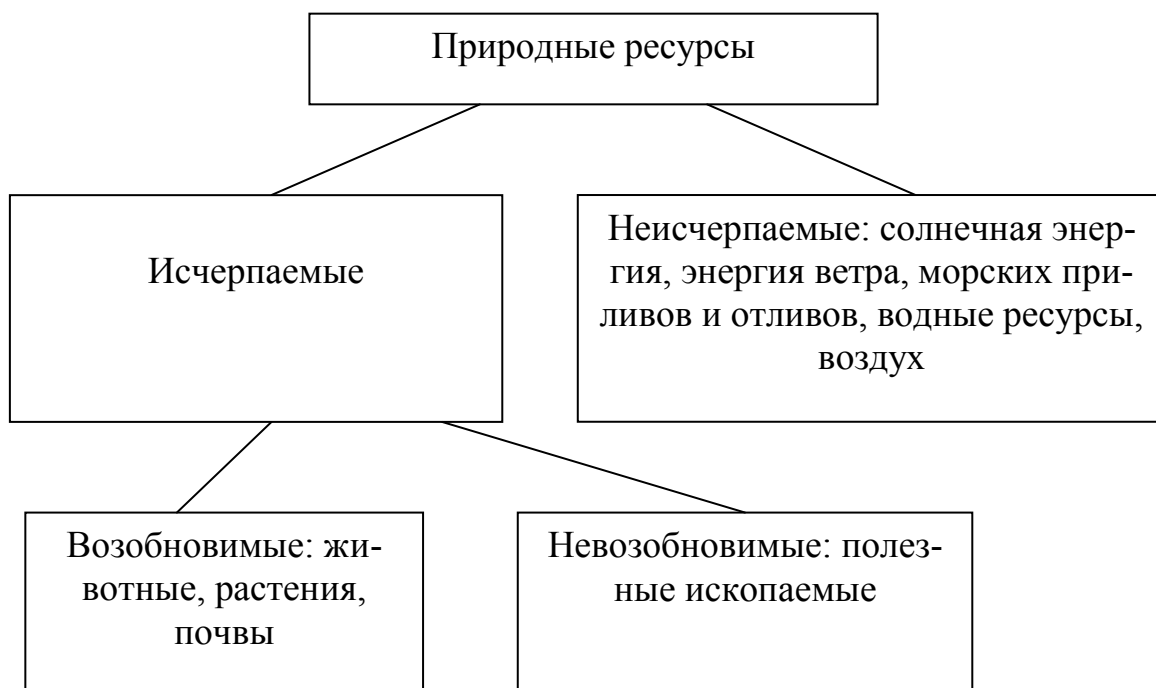 Природные ресурсы
Исчерпаемые
Неисчерпаемые: солнечная энер-
гия, энергия ветра, морских при-
ливов и отливов, водные ресурсы,
воздух
Возобновимые: жи-
вотные, растения,
почвы
Невозобновимые: полез-
ные ископаемые